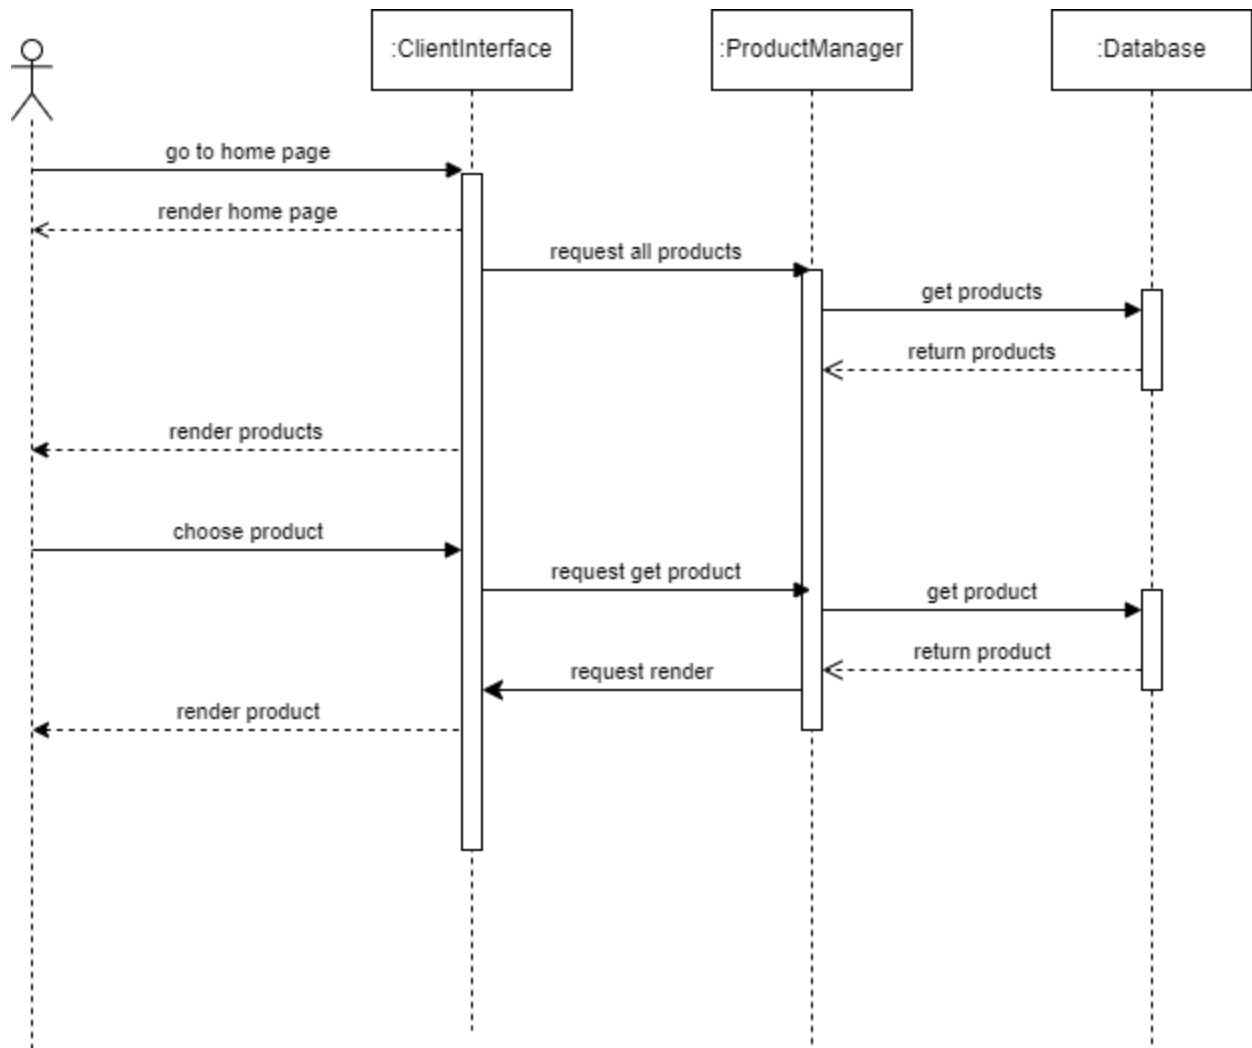 :ClientInterface
:ProductManager
:Database
go to home page
render home page
request all products
get products
return products
render products
choose product
request get product
get product
return product
request render
render product